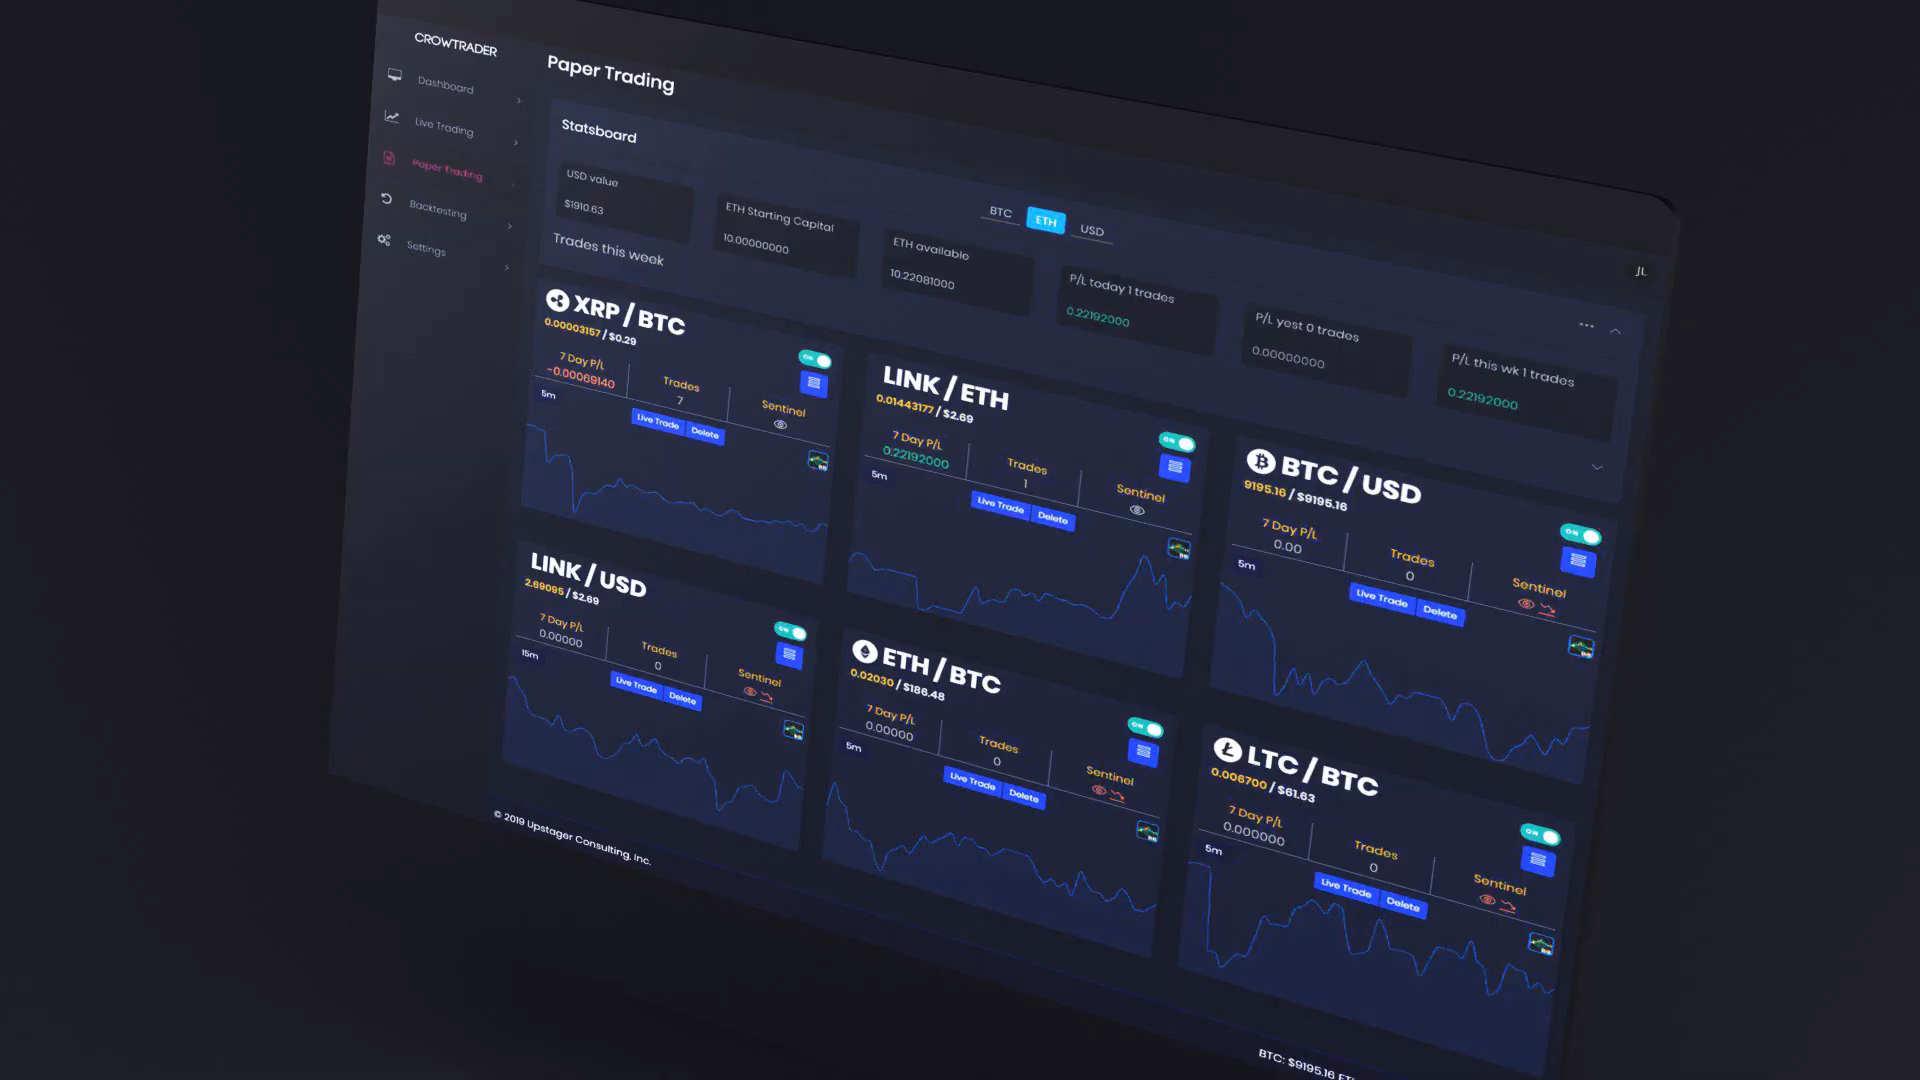 CROWTRADER
Dashboard
Live Trading
Paper Trading
Backtesting
Settings
Paper Trading
JL
Statsboard
BTC
ETH
USD
USD value
$1910.63
ETH Starting Capital
10.00000000
ETH available
10.22081000
P/L today 1 trades
0.22192000
P/L yest 0 trades
0.00000000
P/L this wk 1 trades
0.22192000
Trades this week
XRP / BTC
0.00003157 / $0.29
ON
7 Day P/L
-0.00069140
Trades
7
Sentinel
Live Trade
Delete
5m
LINK / ETH
0.01443177 / $2.69
ON
7 Day P/L
0.22192000
Trades
1
Sentinel
Live Trade
Delete
5m
BTC / USD
9195.16 / $9195.16
ON
7 Day P/L
0.00
Trades
0
Sentinel
Live Trade
Delete
5m
LINK / USD
2.69095 / $2.69
ON
7 Day P/L
0.00000
Trades
0
Sentinel
Live Trade
Delete
15m
ETH / BTC
0.02030 / $186.48
ON
7 Day P/L
0.00000
Trades
0
Sentinel
Live Trade
Delete
5m
LTC / BTC
0.006700 / $61.63
ON
7 Day P/L
0.000000
Trades
0
Sentinel
Live Trade
Delete
5m
© 2019 Upstager Consulting, Inc.
BTC: $9195.16